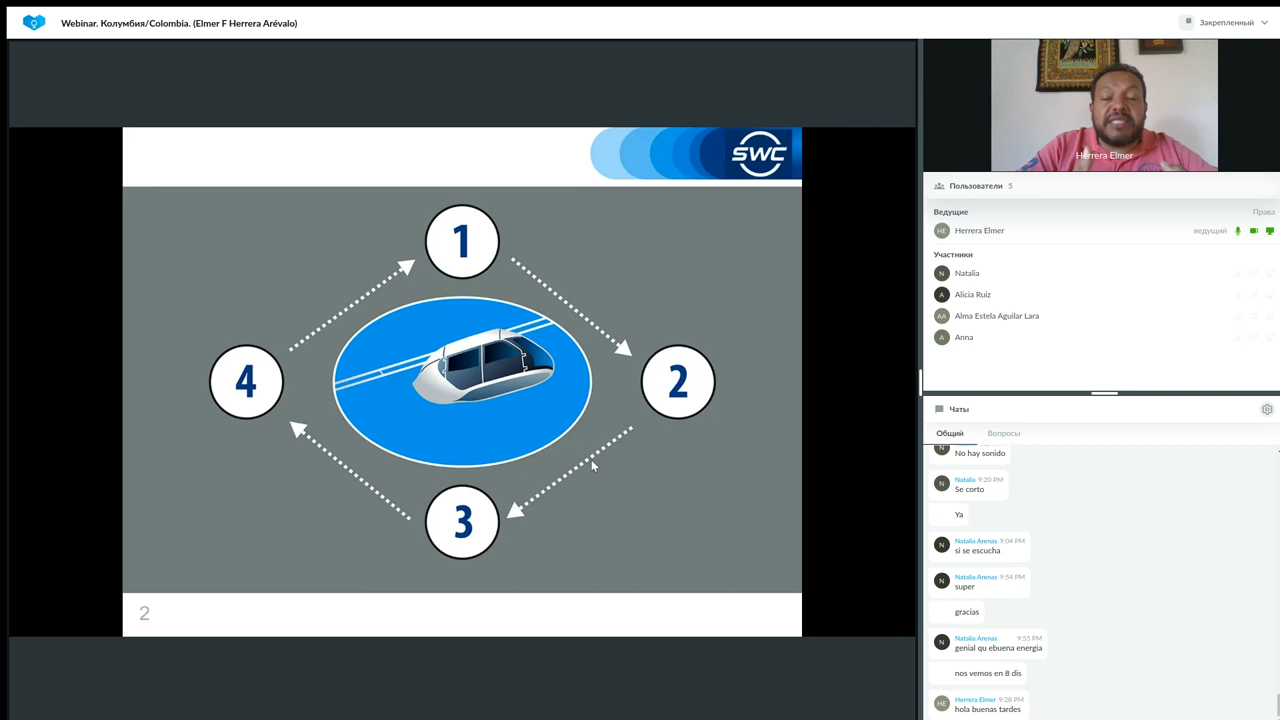 Webinar. Колумбия/Colombia. (Elmer F Herrera Arévalo)
Закрепленный
SWC
1
2
3
4
2
Herrera Elmer
Пользователи 5
Ведущие Права
HE Herrera Elmer ведущий
Участники
N Natalia
A Alicia Ruiz
AA Alma Estela Aguilar Lara
A Anna
Чаты
Общий Вопросы
N
No hay sonido
N Natalia 9:20 PM
Se corto
Ya
N Natalia Arenas 9:04 PM
si se escucha
N Natalia Arenas 9:54 PM
super
gracias
N Natalia Arenas 9:55 PM
genial qu ebuena energia
nos vemos en 8 dis
HE Herrera Elmer 9:28 PM
hola buenas tardes